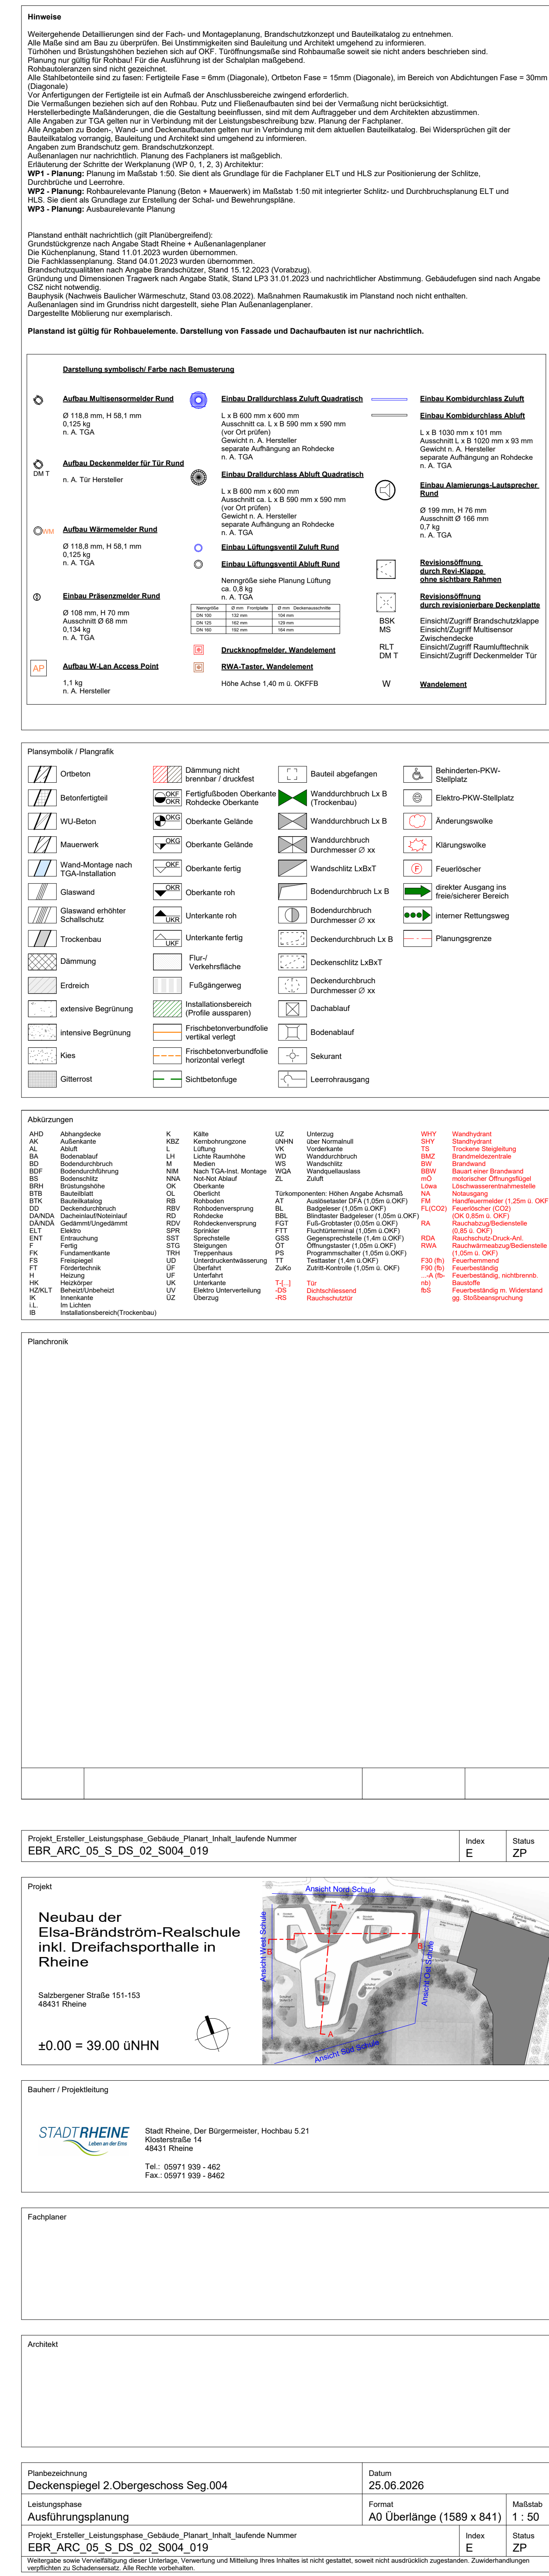 Hinweise
Weitergehende Detaillierungen sind der Fach- und Montageplanung, Brandschutzkonzept und Bauteilkatalog zu entnehmen.
Alle Maße sind am Bau zu überprüfen. Bei Unstimmigkeiten sind Bauleitung und Architekt umgehend zu informieren.
Türhöhen und Brüstungshöhen beziehen sich auf OKF. Türöffnungsmaße sind Rohbaumaße soweit sie nicht anders beschrieben sind.
Planung nur gültig für Rohbau! Für die Ausführung ist der Schalplan maßgebend.
Rohbautoleranzen sind nicht gezeichnet.
Alle Stahlbetonteile sind zu fasen: Fertigteile Fase = 6mm (Diagonale), Ortbeton Fase = 15mm (Diagonale), im Bereich von Abdichtungen Fase = 30mm
(Diagonale)
Vor Anfertigungen der Fertigteile ist ein Aufmaß der Anschlussbereiche zwingend erforderlich.
Die Vermaßungen beziehen sich auf den Rohbau. Putz und Fließenaufbauten sind bei der Vermaßung nicht berücksichtigt.
Herstellerbedingte Maßänderungen, die die Gestaltung beeinflussen, sind mit dem Auftraggeber und dem Architekten abzustimmen.
Alle Angaben zur TGA gelten nur in Verbindung mit der Leistungsbeschreibung bzw. Planung der Fachplaner.
Alle Angaben zu Boden-, Wand- und Deckenaufbauten gelten nur in Verbindung mit dem aktuellen Bauteilkatalog. Bei Widersprüchen gilt der
Bauteilkatalog vorrangig, Bauleitung und Architekt sind umgehend zu informieren.
Angaben zum Brandschutz gem. Brandschutzkonzept.
Außenanlagen nur nachrichtlich. Planung des Fachplaners ist maßgeblich.
Erläuterung der Schritte der Werkplanung (WP 0, 1, 2, 3) Architektur:
WP1 - Planung: Planung im Maßstab 1:50. Sie dient als Grundlage für die Fachplaner ELT und HLS zur Positionierung der Schlitze,
Durchbrüche und Leerrohre.
WP2 - Planung: Rohbaurelevante Planung (Beton + Mauerwerk) im Maßstab 1:50 mit integrierter Schlitz- und Durchbruchsplanung ELT und
HLS. Sie dient als Grundlage zur Erstellung der Schal- und Bewehrungspläne.
WP3 - Planung: Ausbaurelevante Planung
Planstand enthält nachrichtlich (gilt Planübergreifend):
Grundstückgrenze nach Angabe Stadt Rheine + Außenanlagenplaner
Die Küchenplanung, Stand 11.01.2023 wurden übernommen.
Die Fachklassenplanung. Stand 04.01.2023 wurden übernommen.
Brandschutzqualitäten nach Angabe Brandschützer, Stand 15.12.2023 (Vorabzug).
Gründung und Dimensionen Tragwerk nach Angabe Statik, Stand LP3 31.01.2023 und nachrichtlicher Abstimmung. Gebäudefugen sind nach Angabe
CSZ nicht notwendig.
Bauphysik (Nachweis Baulicher Wärmeschutz, Stand 03.08.2022). Maßnahmen Raumakustik im Planstand noch nicht enthalten.
Außenanlagen sind im Grundriss nicht dargestellt, siehe Plan Außenanlagenplaner.
Dargestellte Möblierung nur exemplarisch.
Planstand ist gültig für Rohbauelemente. Darstellung von Fassade und Dachaufbauten ist nur nachrichtlich.
Darstellung symbolisch/ Farbe nach Bemusterung
Aufbau Multisensormelder Rund
Ø 118,8 mm, H 58,1 mm
0,125 kg
n. A. TGA
DM T
Aufbau Deckenmelder für Tür Rund
n. A. Tür Hersteller
WM
Aufbau Wärmemelder Rund
Ø 118,8 mm, H 58,1 mm
0,125 kg
n. A. TGA
Einbau Präsenzmelder Rund
Ø 108 mm, H 70 mm
Ausschnitt Ø 68 mm
0,134 kg
n. A. TGA
AP
Aufbau W-Lan Access Point
1,1 kg
n. A. Hersteller
Einbau Dralldurchlass Zuluft Quadratisch
L x B 600 mm x 600 mm
Ausschnitt ca. L x B 590 mm x 590 mm
(vor Ort prüfen)
Gewicht n. A. Hersteller
separate Aufhängung an Rohdecke
n. A. TGA
Einbau Dralldurchlass Abluft Quadratisch
L x B 600 mm x 600 mm
Ausschnitt ca. L x B 590 mm x 590 mm
(vor Ort prüfen)
Gewicht n. A. Hersteller
separate Aufhängung an Rohdecke
n. A. TGA
Einbau Lüftungsventil Zuluft Rund
Einbau Lüftungsventil Abluft Rund
Nenngröße siehe Planung Lüftung
ca. 0,8 kg
n. A. TGA
Nenngröße Ø mm Frontplatte Ø mm Deckenausschnitte
DN 100 132 mm 104 mm
DN 125 162 mm 129 mm
DN 160 192 mm 164 mm
Druckknopfmelder, Wandelement
RWA-Taster, Wandelement
Höhe Achse 1,40 m ü. OKFFB
Einbau Kombidurchlass Zuluft
Einbau Kombidurchlass Abluft
L x B 1030 mm x 101 mm
Ausschnitt L x B 1020 mm x 93 mm
Gewicht n. A. Hersteller
separate Aufhängung an Rohdecke
n. A. TGA
Einbau Alamierungs-Lautsprecher
Rund
Ø 199 mm, H 76 mm
Ausschnitt Ø 166 mm
0,7 kg
n. A. TGA
Revisionsöffnung
durch Revi-Klappe
ohne sichtbare Rahmen
Revisionsöffnung
durch revisionierbare Deckenplatte
BSK Einsicht/Zugriff Brandschutzklappe
MS Einsicht/Zugriff Multisensor
Zwischendecke
RLT Einsicht/Zugriff Raumlufttechnik
DM T Einsicht/Zugriff Deckenmelder Tür
W Wandelement
Plansymbolik / Plangrafik
Ortbeton
Betonfertigteil
WU-Beton
Mauerwerk
Wand-Montage nach
TGA-Installation
Glaswand
Glaswand erhöhter
Schallschutz
Trockenbau
Dämmung
Erdreich
extensive Begrünung
intensive Begrünung
Kies
Gitterrost
Dämmung nicht
brennbar / druckfest
OKF
OKR
Fertigfußboden Oberkante
Rohdecke Oberkante
OKG
Oberkante Gelände
OKG
Oberkante Gelände
OKF
Oberkante fertig
OKR
Oberkante roh
UKR
Unterkante roh
UKF
Unterkante fertig
Flur-/
Verkehrsfläche
Fußgängerweg
Installationsbereich
(Profile aussparen)
Frischbetonverbundfolie
vertikal verlegt
Frischbetonverbundfolie
horizontal verlegt
Sichtbetonfuge
Bauteil abgefangen
Wanddurchbruch Lx B
(Trockenbau)
Wanddurchbruch Lx B
Wanddurchbruch
Durchmesser ∅ xx
Wandschlitz LxBxT
Bodendurchbruch Lx B
Bodendurchbruch
Durchmesser ∅ xx
Deckendurchbruch Lx B
Deckenschlitz LxBxT
Deckendurchbruch
Durchmesser ∅ xx
Dachablauf
Bodenablauf
Sekurant
Leerrohrausgang
Behinderten-PKW-
Stellplatz
Elektro-PKW-Stellplatz
Änderungswolke
Klärungswolke
F
Feuerlöscher
direkter Ausgang ins
freie/sicherer Bereich
interner Rettungsweg
Planungsgrenze
Abkürzungen
AHD Abhangdecke
AK Außenkante
AL Abluft
BA Bodenablauf
BD Bodendurchbruch
BDF Bodendurchführung
BS Bodenschlitz
BRH Brüstungshöhe
BTB Bauteilblatt
BTK Bauteilkatalog
DD Deckendurchbruch
DA/NDA Dacheinlauf/Noteinlauf
DÄ/NDÄ Gedämmt/Ungedämmt
ELT Elektro
ENT Entrauchung
F Fertig
FK Fundamentkante
FS Freispiegel
FT Fördertechnik
H Heizung
HK Heizkörper
HZ/KLT Beheizt/Unbeheizt
IK Innenkante
i.L. Im Lichten
IB Installationsbereich(Trockenbau)
K Kälte
KBZ Kernbohrungzone
L Lüftung
LH Lichte Raumhöhe
M Medien
NIM Nach TGA-Inst. Montage
NNA Not-Not Ablauf
OK Oberkante
OL Oberlicht
RB Rohboden
RBV Rohbodenversprung
RD Rohdecke
RDV Rohdeckenversprung
SPR Sprinkler
SST Sprechstelle
STG Steigungen
TRH Treppenhaus
UD Unterdruckentwässerung
ÜF Überfahrt
UF Unterfahrt
UK Unterkante
UV Elektro Unterverteilung
ÜZ Überzug
UZ Unterzug
üNHN über Normalnull
VK Vorderkante
WD Wanddurchbruch
WS Wandschlitz
WQA Wandquellauslass
ZL Zuluft
Türkomponenten: Höhen Angabe Achsmaß
AT Auslösetaster DFA (1,05m ü.OKF)
BL Badgeleser (1,05m ü.OKF)
BBL Blindtaster Badgeleser (1,05m ü.OKF)
FGT Fuß-Grobtaster (0,05m ü.OKF)
FTT Fluchtürterminal (1,05m ü.OKF)
GSS Gegensprechstelle (1,4m ü.OKF)
ÖT Öffnungstaster (1,05m ü.OKF)
PS Programmschalter (1,05m ü.OKF)
TT Testtaster (1,4m ü.OKF)
ZuKo Zutritt-Kontrolle (1,05m ü. OKF)
T-[...] Tür
-DS Dichtschliessend
-RS Rauchschutztür
WHY Wandhydrant
SHY Standhydrant
TS Trockene Steigleitung
BMZ Brandmeldezentrale
BW Brandwand
BBW Bauart einer Brandwand
mÖ motorischer Öffnungsflügel
Löwa Löschwasserentnahmestelle
NA Notausgang
FM Handfeuermelder (1,25m ü. OKF
FL(CO2) Feuerlöscher (CO2)
(OK 0,85m ü. OKF)
RA Rauchabzug/Bedienstelle
(0,85 ü. OKF)
RDA Rauchschutz-Druck-Anl.
RWA Rauchwärmeabzug/Bedienstelle
(1,05m ü. OKF)
F30 (fh) Feuerhemmend
F90 (fb) Feuerbeständig
...-A (fb- Feuerbeständig, nichtbrennb.
nb) Baustoffe
fbS Feuerbeständig m. Widerstand
gg. Stoßbeanspruchung
Planchronik
Projekt_Ersteller_Leistungsphase_Gebäude_Planart_Inhalt_laufende Nummer
EBR_ARC_05_S_DS_02_S004_019
Index
E
Status
ZP
Projekt
Neubau der
Elsa-Brändström-Realschule
inkl. Dreifachsporthalle in
Rheine
Salzbergener Straße 151-153
48431 Rheine
±0.00 = 39.00 üNHN
Ansicht Nord Schule
Ansicht West Schule
Ansicht Ost Schule
Ansicht Süd Schule
A
B
B
A
Bauherr / Projektleitung
STADTRHEINE
Leben an der Ems
Stadt Rheine, Der Bürgermeister, Hochbau 5.21
Klosterstraße 14
48431 Rheine
Tel.: 05971 939 - 462
Fax.: 05971 939 - 8462
Fachplaner
Architekt
Planbezeichnung
Deckenspiegel 2.Obergeschoss Seg.004
Datum
25.06.2026
Leistungsphase
Ausführungsplanung
Format
A0 Überlänge (1589 x 841)
Maßstab
1 : 50
Projekt_Ersteller_Leistungsphase_Gebäude_Planart_Inhalt_laufende Nummer
EBR_ARC_05_S_DS_02_S004_019
Index
E
Status
ZP
Weitergabe sowie Vervielfältigung dieser Unterlage, Verwertung und Mitteilung Ihres Inhaltes ist nicht gestattet, soweit nicht ausdrücklich zugestanden. Zuwiderhandlungen
verpflichten zu Schadensersatz. Alle Rechte vorbehalten.